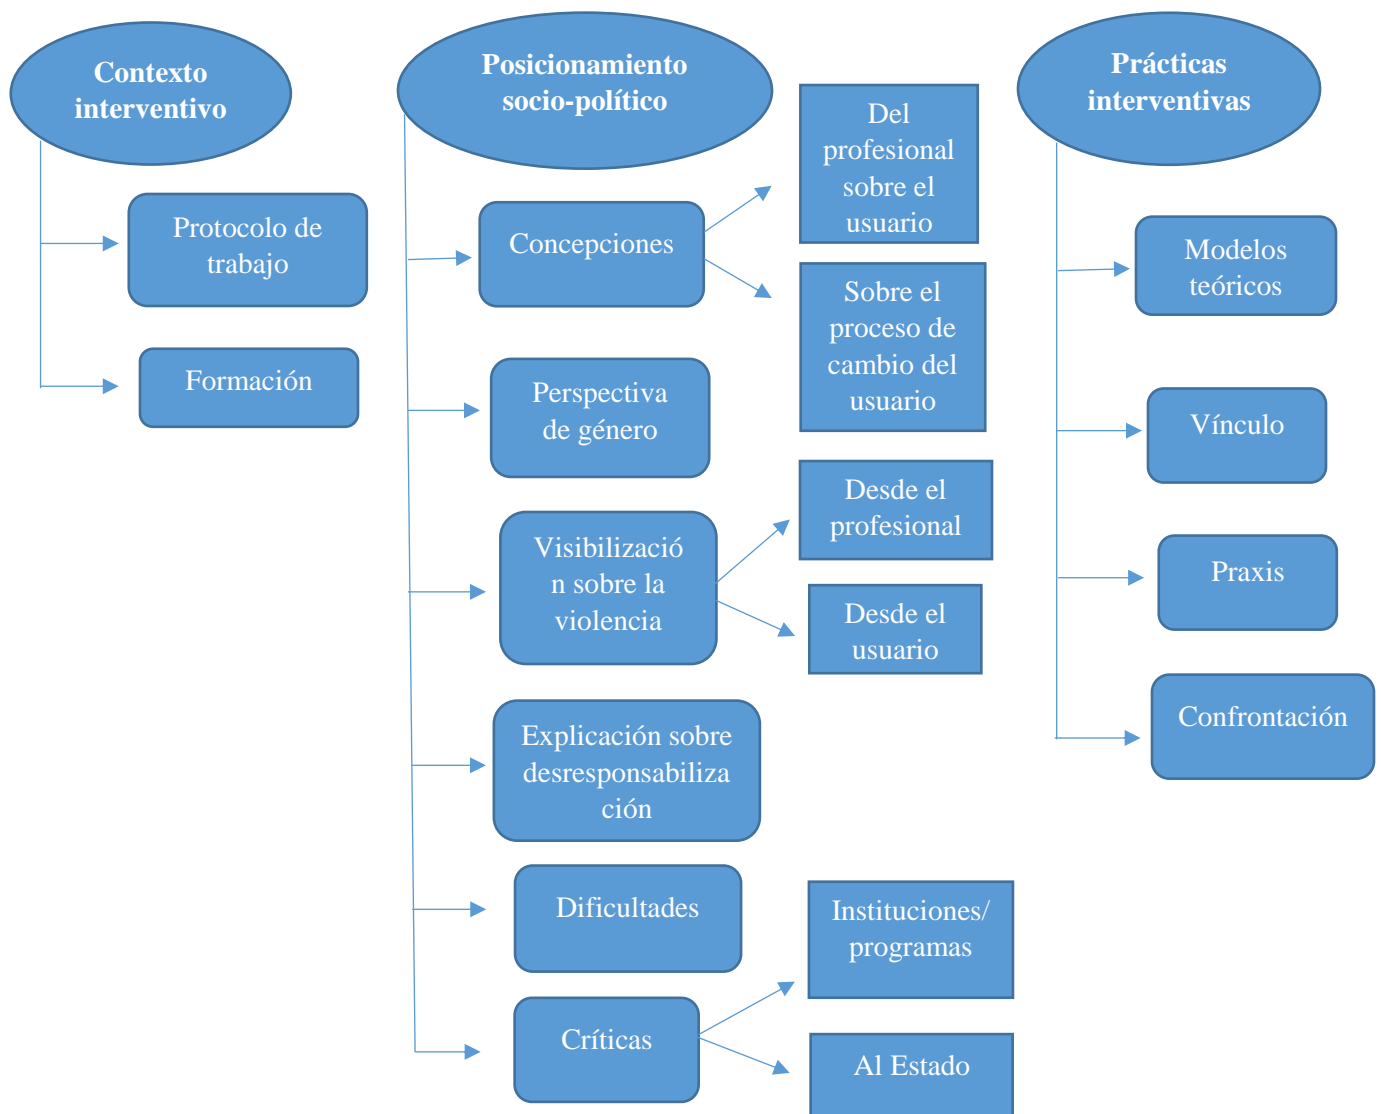 Contexto
interventivo
Protocolo de
trabajo
Formación
Posicionamiento
socio-político
Concepciones
Del
profesional
sobre el
usuario
Sobre el
proceso de
cambio del
usuario
Perspectiva
de género
Visibilizació
n sobre la
violencia
Desde el
profesional
Desde el
usuario
Explicación sobre
desresponsabiliza
ción
Dificultades
Críticas
Instituciones/
programas
Al Estado
Prácticas
interventivas
Modelos
teóricos
Vínculo
Praxis
Confrontación